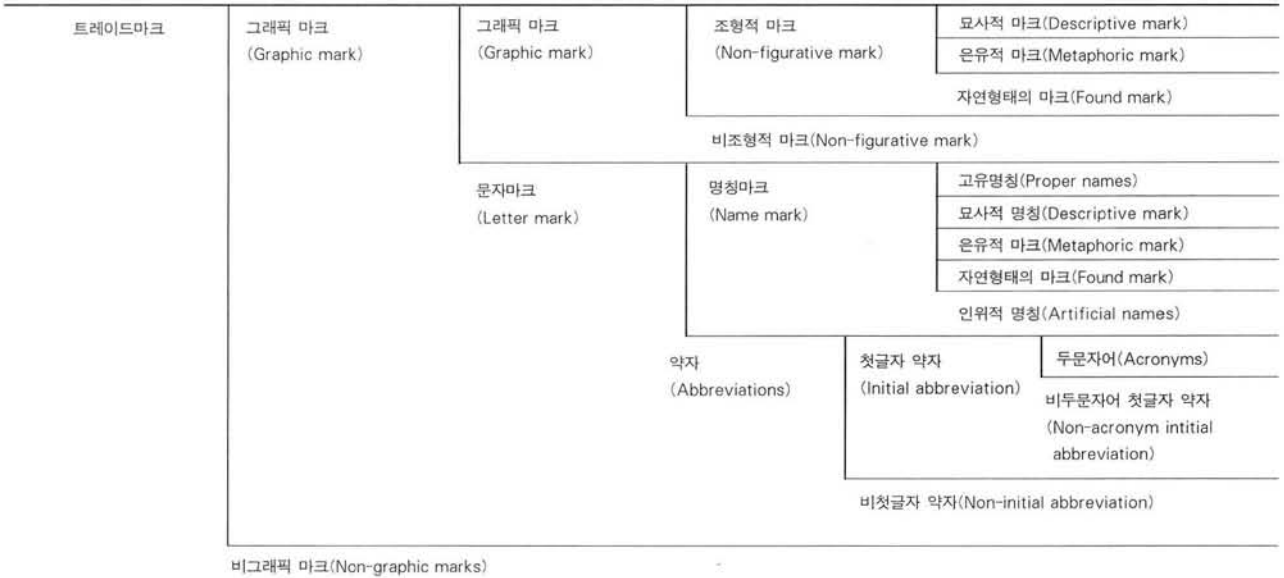 트레이드마크
그래픽 마크
(Graphic mark)
그래픽 마크
(Graphic mark)
조형적 마크
(Non-figurative mark)
묘사적 마크(Descriptive mark)
은유적 마크(Metaphoric mark)
자연형태의 마크(Found mark)
비조형적 마크(Non-figurative mark)
문자마크
(Letter mark)
명칭마크
(Name mark)
고유명칭(Proper names)
묘사적 명칭(Descriptive mark)
은유적 마크(Metaphoric mark)
자연형태의 마크(Found mark)
인위적 명칭(Artificial names)
약자
(Abbreviations)
첫글자 약자
(Initial abbreviation)
두문자어(Acronyms)
비두문자어 첫글자 약자
(Non-acronym intitial
abbreviation)
비첫글자 약자(Non-initial abbreviation)
비그래픽 마크(Non-graphic marks)